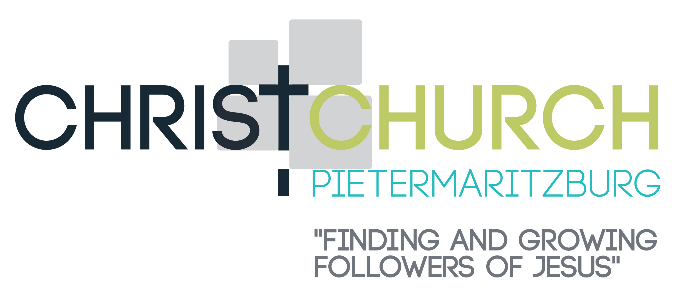 CHRISTCHURCH
PIETERMARITZBURG
"FINDING AND GROWING
FOLLOWERS OF JESUS"